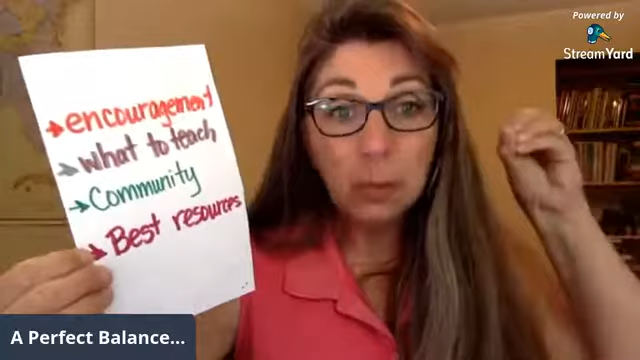 Powered by
StreamYard
encouragement
what to teach
Community
Best resources
A Perfect Balance...